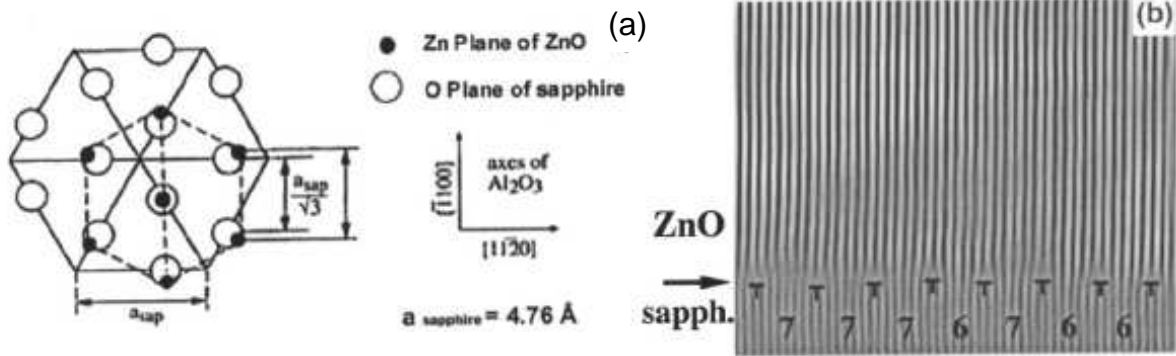 (a)
Zn Plane of ZnO
O Plane of sapphire
a_sap
√3
a_sap
[1̄100]
axes of
Al₂O₃
[112̄0]
a sapphire = 4.76 Å
(b)
ZnO
sapph.
7 7 7 6 7 6 6